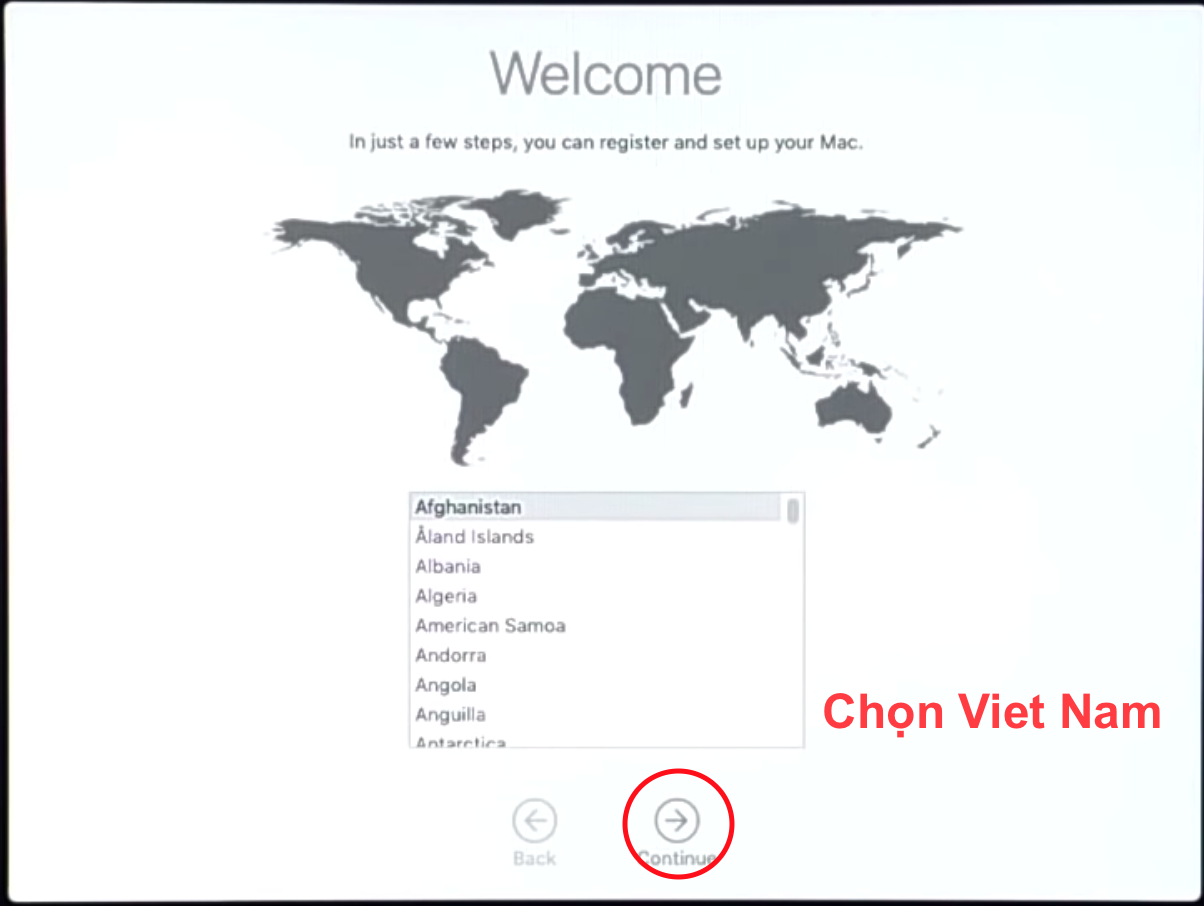 Welcome
In just a few steps, you can register and set up your Mac.
Afghanistan
Åland Islands
Albania
Algeria
American Samoa
Andorra
Angola
Anguilla
Antarctica
Chọn Viet Nam
Back
Continue